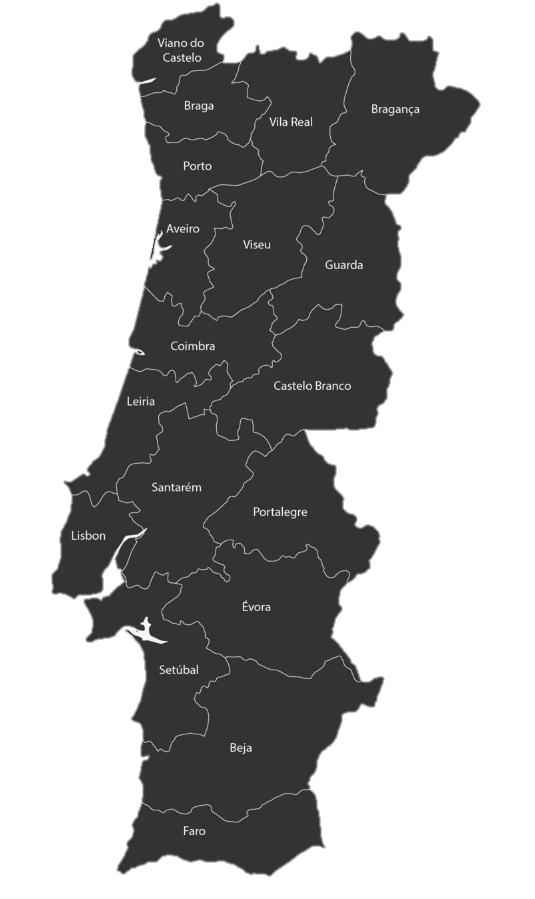 Viano do
Castelo
Braga
Vila Real
Bragança
Porto
Aveiro
Viseu
Guarda
Coimbra
Castelo Branco
Leiria
Santarém
Portalegre
Lisbon
Évora
Setúbal
Beja
Faro